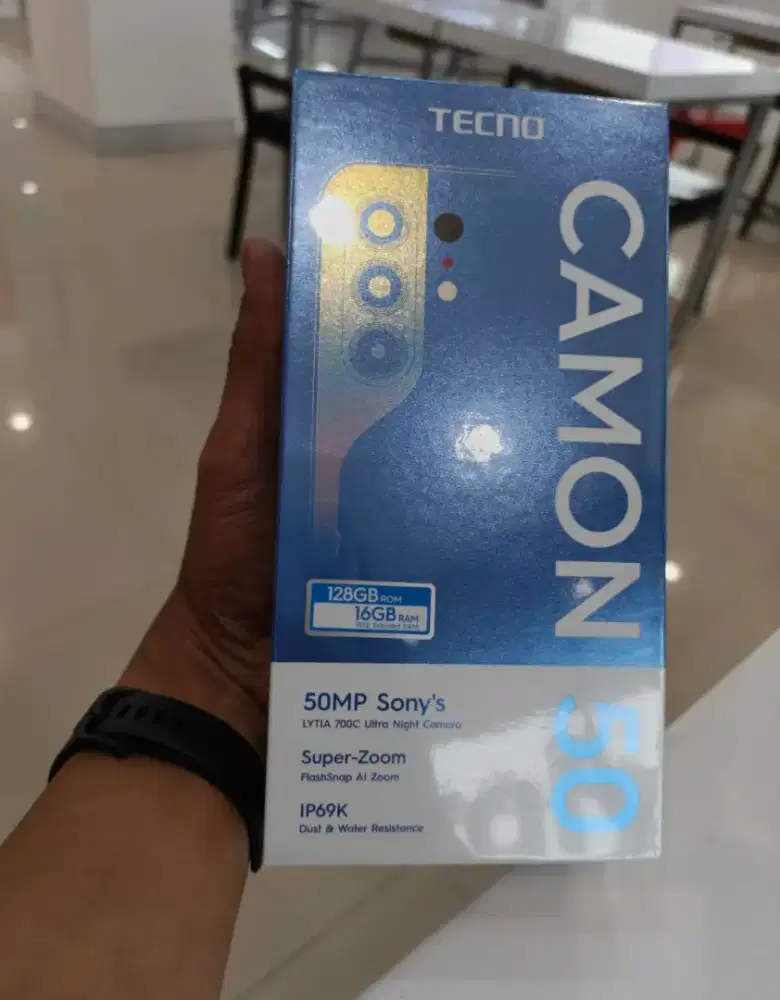 TECNO
CAMON 50
128GB ROM
16GB RAM
50MP Sony's
LYTIA 700C Ultra Night Camera
Super-Zoom
FlashSnap AI Zoom
IP69K
Dust & Water Resistance